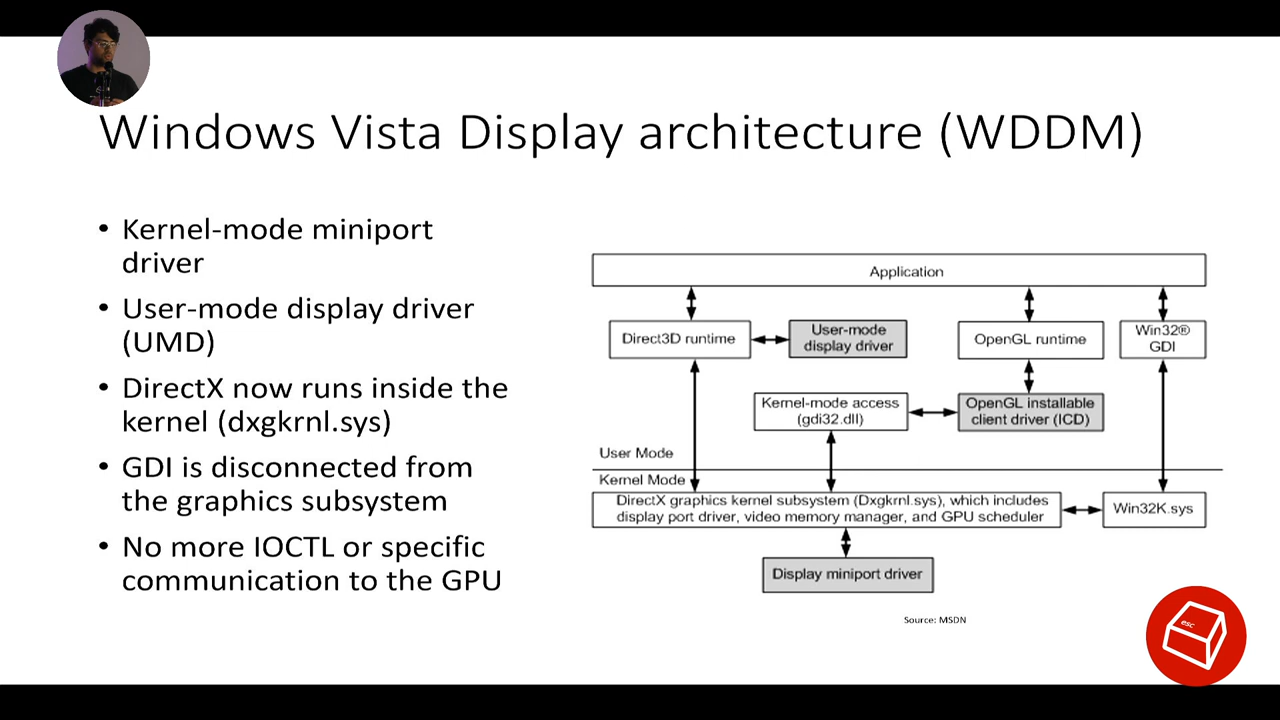 Windows Vista Display architecture (WDDM)
• Kernel-mode miniport
driver
• User-mode display driver
(UMD)
• DirectX now runs inside the
kernel (dxgkrnl.sys)
• GDI is disconnected from
the graphics subsystem
• No more IOCTL or specific
communication to the GPU
Application
Direct3D runtime
User-mode
display driver
OpenGL runtime
Win32®
GDI
Kernel-mode access
(gdi32.dll)
OpenGL installable
client driver (ICD)
User Mode
Kernel Mode
DirectX graphics kernel subsystem (Dxgkrnl.sys), which includes
display port driver, video memory manager, and GPU scheduler
Win32K.sys
Display miniport driver
Source: MSDN
esc